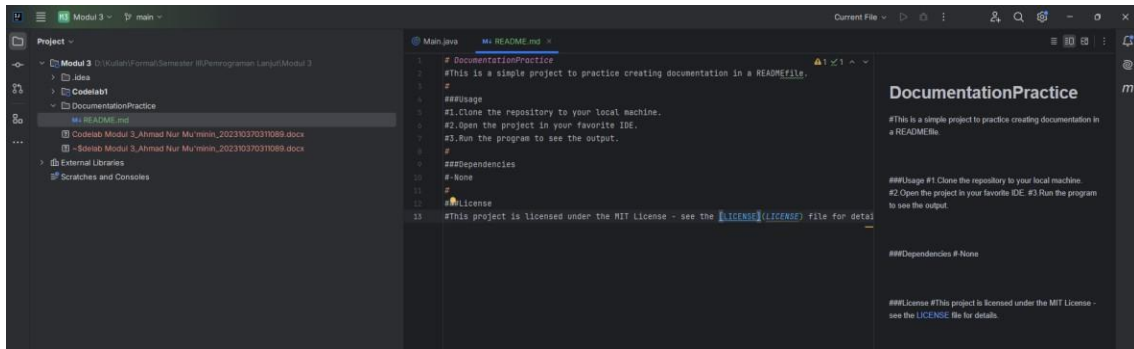 M3 Modul 3 main Current File
Project
Main.java M↓ README.md
Modul 3 D:\Kuliah\Formal\Semester III\Pemrograman Lanjut\Modul 3
.idea
Codelab1
DocumentationPractice
M↓ README.md
Codelab Modul 3_Ahmad Nur Mu'minin_202310370311089.docx
~$delab Modul 3_Ahmad Nur Mu'minin_202310370311089.docx
External Libraries
Scratches and Consoles
1 # DocumentationPractice
2 #This is a simple project to practice creating documentation in a READMEfile.
3 #
4 ###Usage
5 #1.Clone the repository to your local machine.
6 #2.Open the project in your favorite IDE.
7 #3.Run the program to see the output.
8 #
9 ###Dependencies
10 #-None
11 #
12 ###License
13 #This project is licensed under the MIT License - see the [LICENSE](LICENSE) file for detai
1 1
DocumentationPractice
#This is a simple project to practice creating documentation in
a READMEfile.
###Usage #1.Clone the repository to your local machine.
#2.Open the project in your favorite IDE. #3.Run the program
to see the output.
###Dependencies #-None
###License #This project is licensed under the MIT License -
see the LICENSE file for details.
m